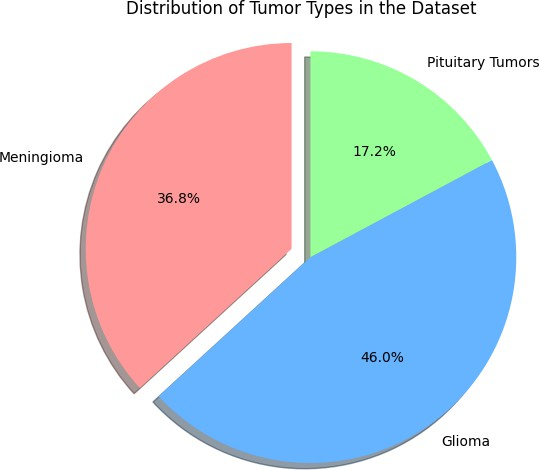 Distribution of Tumor Types in the Dataset
Pituitary Tumors
17.2%
Meningioma
36.8%
46.0%
Glioma